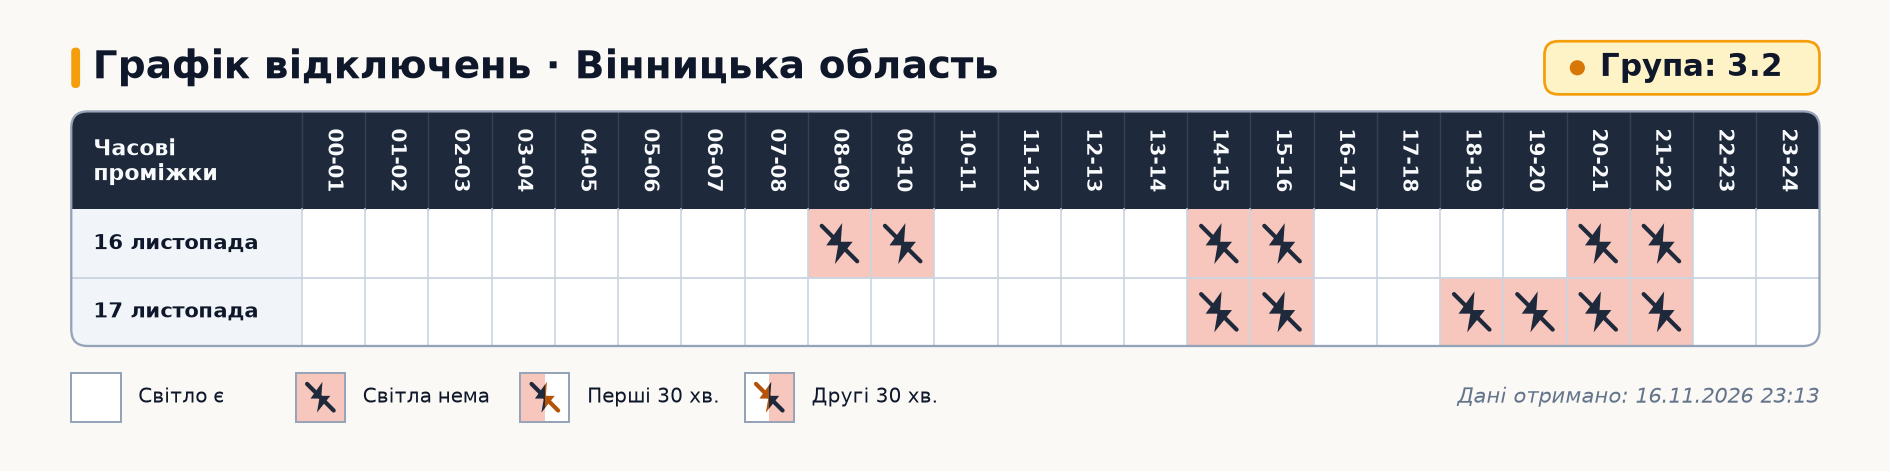 Графік відключень · Вінницька область
Група: 3.2
Часові
проміжки
00-01
01-02
02-03
03-04
04-05
05-06
06-07
07-08
08-09
09-10
10-11
11-12
12-13
13-14
14-15
15-16
16-17
17-18
18-19
19-20
20-21
21-22
22-23
23-24
16 листопада
17 листопада
Світло є
Світла нема
Перші 30 хв.
Другі 30 хв.
Дані отримано: 16.11.2026 23:13